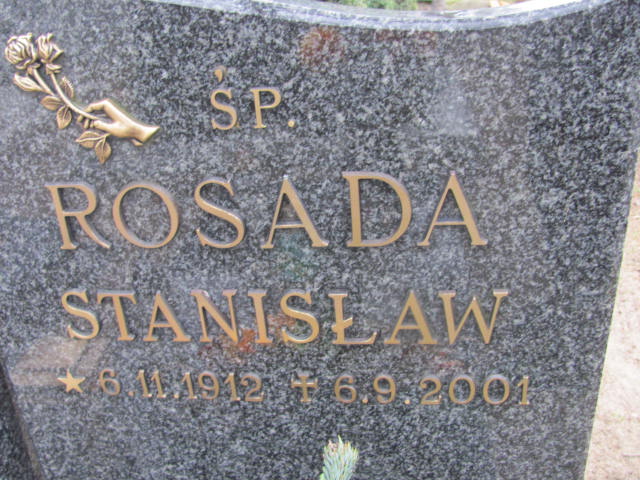 ŚP.
ROSADA
STANISŁAW
★ 6.11.1912 ✝ 6.9.2001